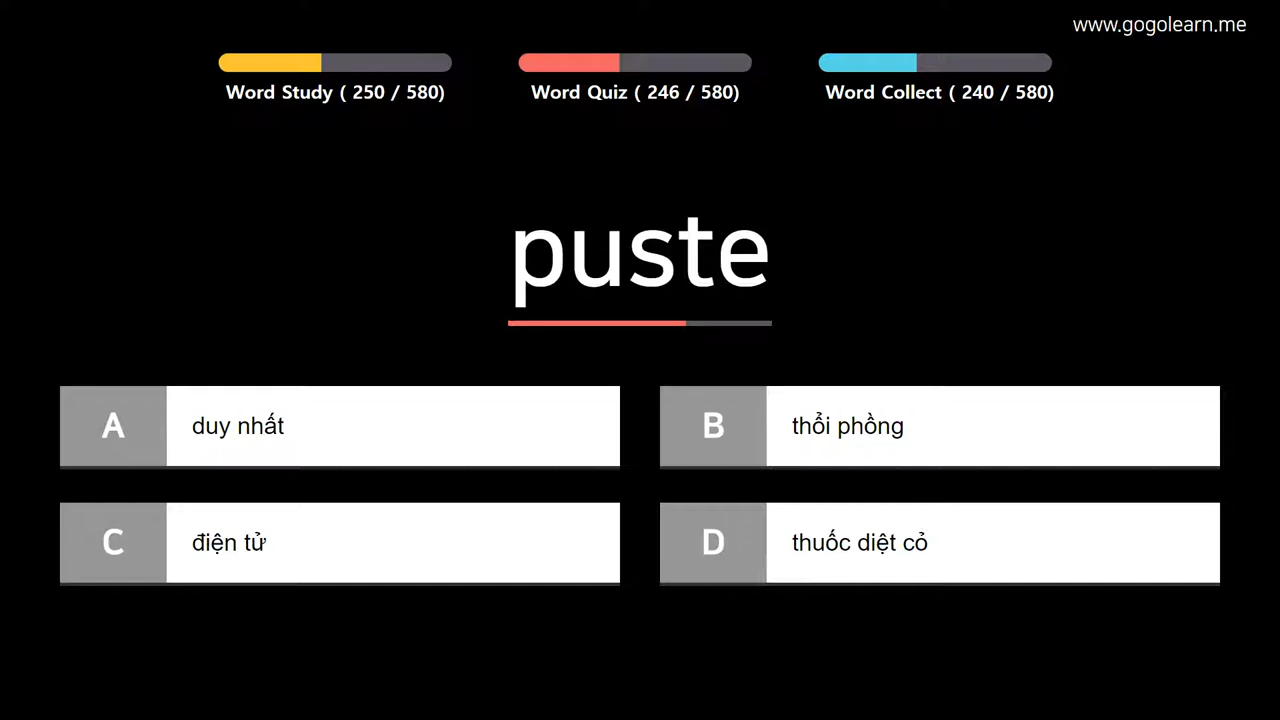 www.gogolearn.me
Word Study ( 250 / 580)
Word Quiz ( 246 / 580)
Word Collect ( 240 / 580)
puste
A duy nhất
B thổi phồng
C điện tử
D thuốc diệt cỏ